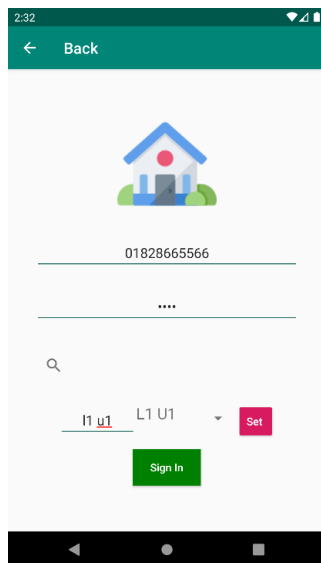 2:32
Back
01828665566
••••
l1 u1 L1 U1 Set
Sign In